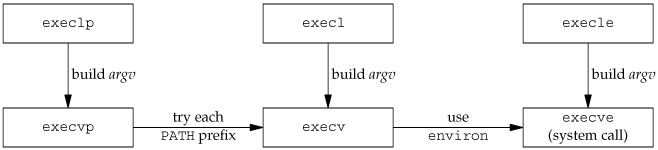 execlp
execl
execle
build argv
build argv
build argv
execvp
try each
PATH prefix
execv
use
environ
execve
(system call)